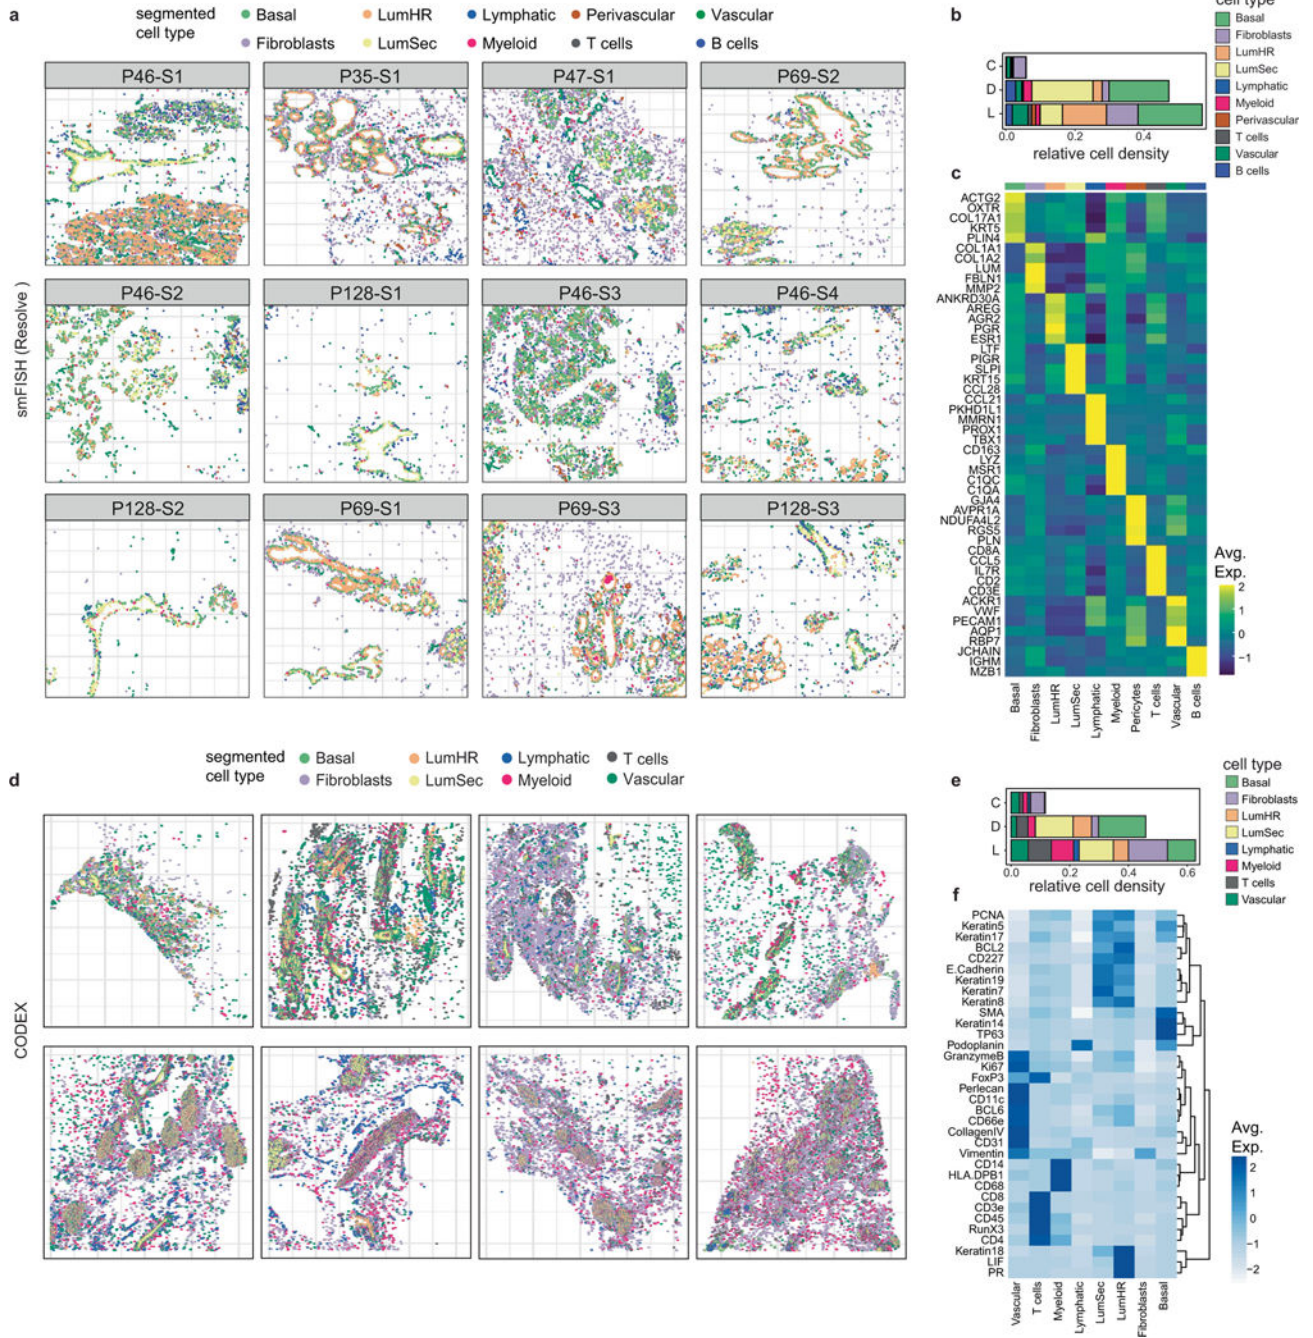 a
segmented cell type
Basal
LumHR
Lymphatic
Perivascular
Vascular
Fibroblasts
LumSec
Myeloid
T cells
B cells
smFISH (Resolve )
P46-S1
P35-S1
P47-S1
P69-S2
P46-S2
P128-S1
P46-S3
P46-S4
P128-S2
P69-S1
P69-S3
P128-S3
b
cell type
Basal
Fibroblasts
LumHR
LumSec
Lymphatic
Myeloid
Perivascular
T cells
Vascular
B cells
C
D
L
0.0 0.2 0.4
relative cell density
c
ACTG2
OXTR
COL17A1
KRT5
PLIN4
COL1A1
COL1A2
LUM
FBLN1
MMP2
ANKRD30A
AREG
AGR2
PGR
ESR1
LTF
PIGR
SLPI
KRT15
CCL28
CCL21
PKHD1L1
MMRN1
PROX1
TBX1
CD163
LYZ
MSR1
C1QC
C1QA
GJA4
AVPR1A
NDUFA4L2
RGS5
PLN
CD8A
CCL5
IL7R
CD2
CD3E
ACKR1
VWF
PECAM1
AQP1
RBP7
JCHAIN
IGHM
MZB1
Basal
Fibroblasts
LumHR
LumSec
Lymphatic
Myeloid
Pericytes
T cells
Vascular
B cells
Avg.
Exp.
2
1
0
−1
d
segmented cell type
Basal
LumHR
Lymphatic
T cells
Fibroblasts
LumSec
Myeloid
Vascular
CODEX
e
cell type
Basal
Fibroblasts
LumHR
LumSec
Lymphatic
Myeloid
T cells
Vascular
C
D
L
0.0 0.2 0.4 0.6
relative cell density
f
PCNA
Keratin5
Keratin17
BCL2
CD227
E.Cadherin
Keratin19
Keratin7
Keratin8
SMA
Keratin14
TP63
Podoplanin
GranzymeB
Ki67
FoxP3
Perlecan
CD11c
BCL6
CD66e
CollagenIV
CD31
Vimentin
CD14
HLA.DPB1
CD68
CD8
CD3e
CD45
RunX3
CD4
Keratin18
LIF
PR
Vascular
T cells
Myeloid
Lymphatic
LumSec
LumHR
Fibroblasts
Basal
Avg.
Exp.
2
1
0
−1
−2